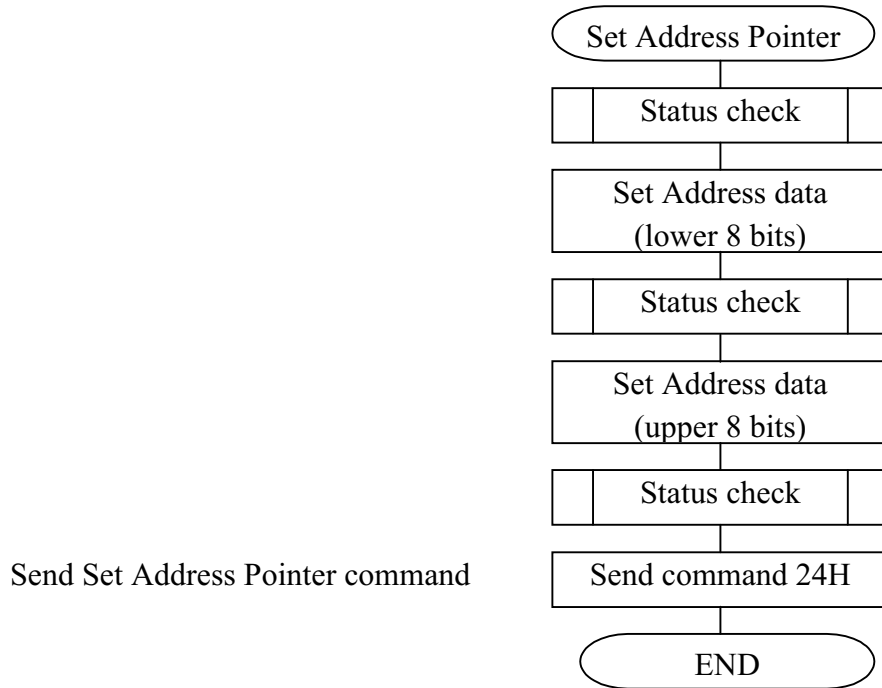 Set Address Pointer
Status check
Set Address data
(lower 8 bits)
Status check
Set Address data
(upper 8 bits)
Status check
Send Set Address Pointer command
Send command 24H
END